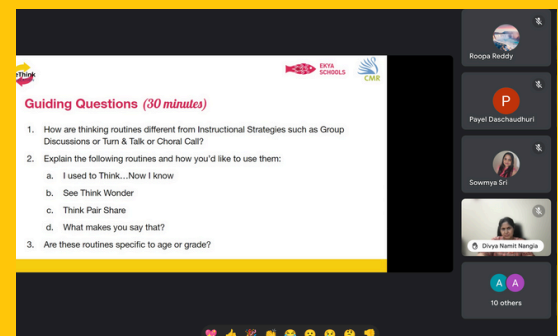 eThink
EKYA
SCHOOLS
CMR
Guiding Questions (30 minutes)
1. How are thinking routines different from Instructional Strategies such as Group
Discussions or Turn & Talk or Choral Call?
2. Explain the following routines and how you'd like to use them:
a. I used to Think...Now I know
b. See Think Wonder
c. Think Pair Share
d. What makes you say that?
3. Are these routines specific to age or grade?
Roopa Reddy
P
Payel Daschaudhuri
Sowmya Sri
Divya Namit Nangia
A A
10 others